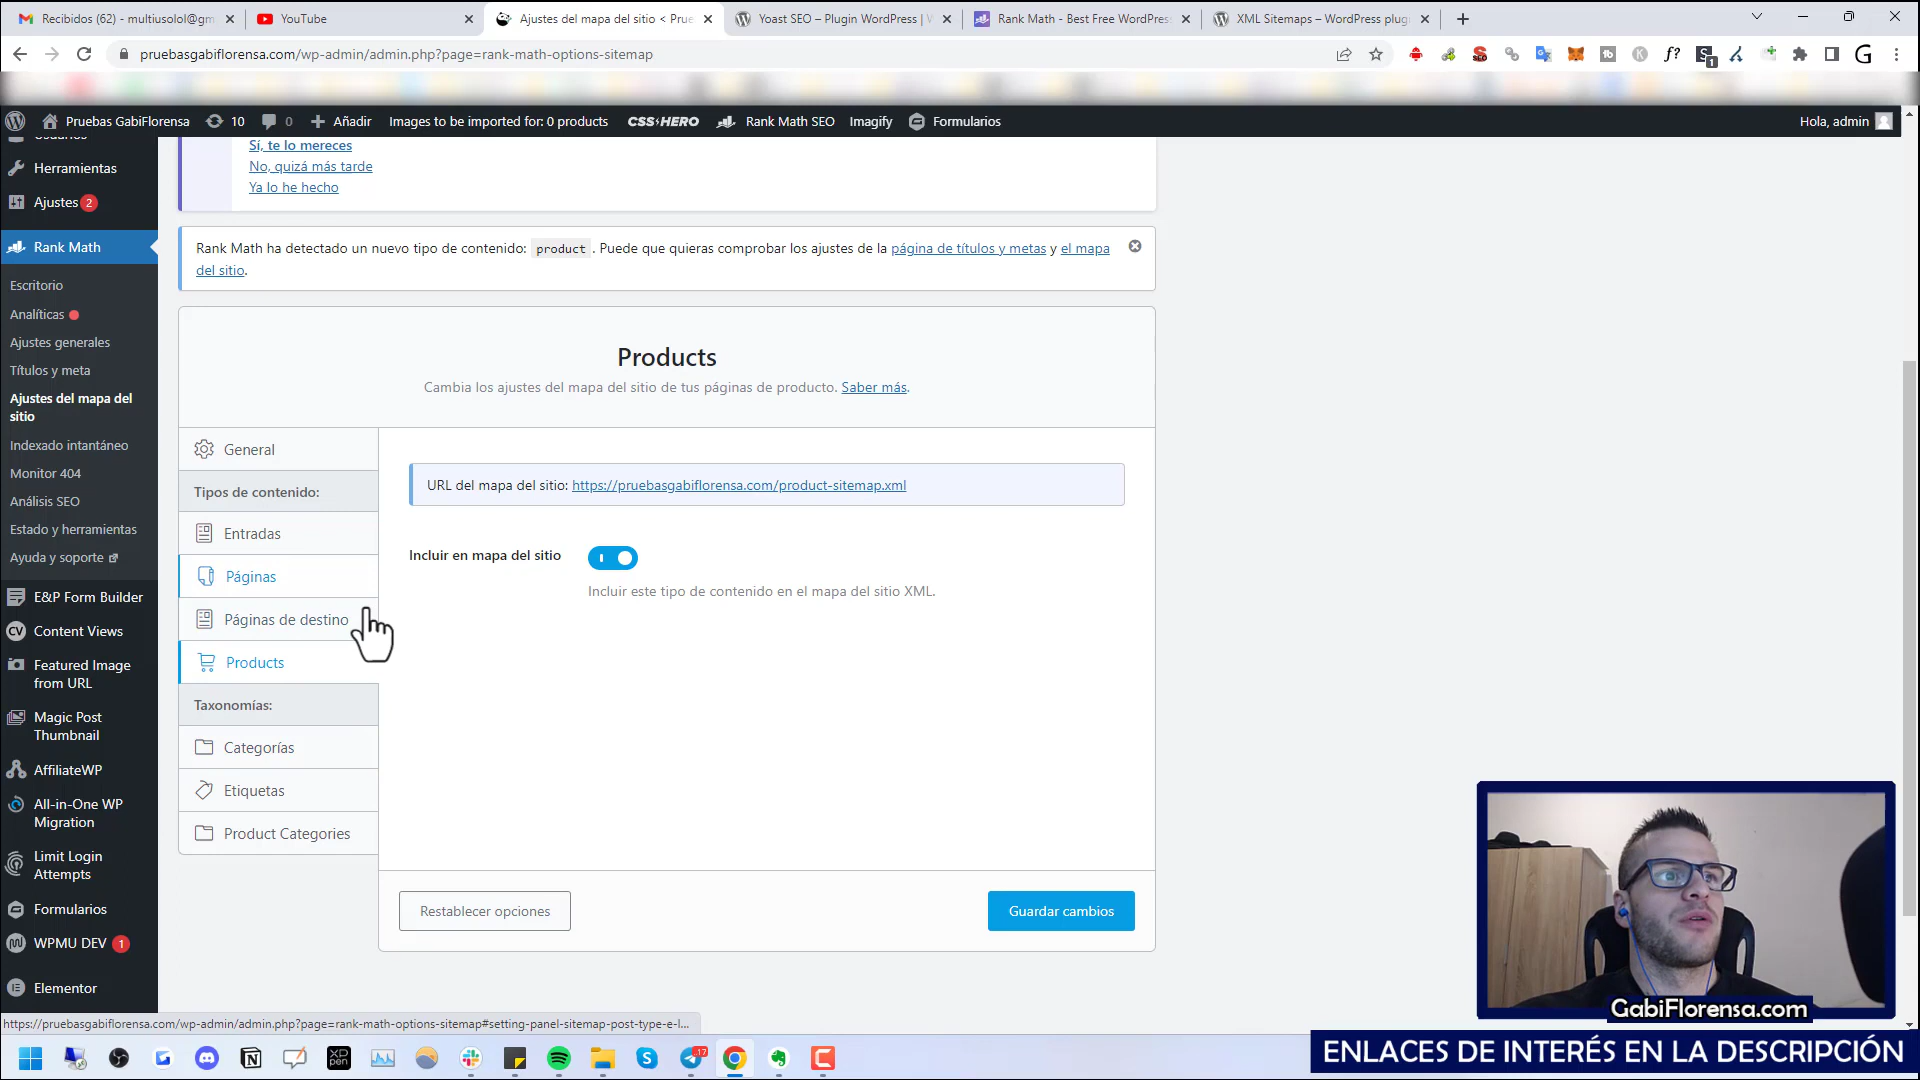 Recibidos (62) - multiusolol@gm
YouTube
Ajustes del mapa del sitio < Prue
Yoast SEO – Plugin WordPress | W
Rank Math - Best Free WordPress
XML Sitemaps – WordPress plugi
pruebasgabiflorensa.com/wp-admin/admin.php?page=rank-math-options-sitemap
Pruebas GabiFlorensa
10
0
Añadir
Images to be imported for: 0 products
CSS HERO
Rank Math SEO
Imagify
Formularios
Hola, admin
Usuarios
Herramientas
Ajustes 2
Rank Math
Escritorio
Analíticas
Ajustes generales
Títulos y meta
Ajustes del mapa del
sitio
Indexado intantáneo
Monitor 404
Análisis SEO
Estado y herramientas
Ayuda y soporte
E&P Form Builder
Content Views
Featured Image
from URL
Magic Post
Thumbnail
AffiliateWP
All-in-One WP
Migration
Limit Login
Attempts
Formularios
WPMU DEV 1
Elementor
Sí, te lo mereces
No, quizá más tarde
Ya lo he hecho
Rank Math ha detectado un nuevo tipo de contenido: product. Puede que quieras comprobar los ajustes de la página de títulos y metas y el mapa
del sitio.
Products
Cambia los ajustes del mapa del sitio de tus páginas de producto. Saber más.
General
Tipos de contenido:
Entradas
Páginas
Páginas de destino
Products
Taxonomías:
Categorías
Etiquetas
Product Categories
URL del mapa del sitio: https://pruebasgabiflorensa.com/product-sitemap.xml
Incluir en mapa del sitio
Incluir este tipo de contenido en el mapa del sitio XML.
Restablecer opciones
Guardar cambios
https://pruebasgabiflorensa.com/wp-admin/admin.php?page=rank-math-options-sitemap#setting-panel-sitemap-post-type-e-l...
GabiFlorensa.com
ENLACES DE INTERÉS EN LA DESCRIPCIÓN
XP
pen
17